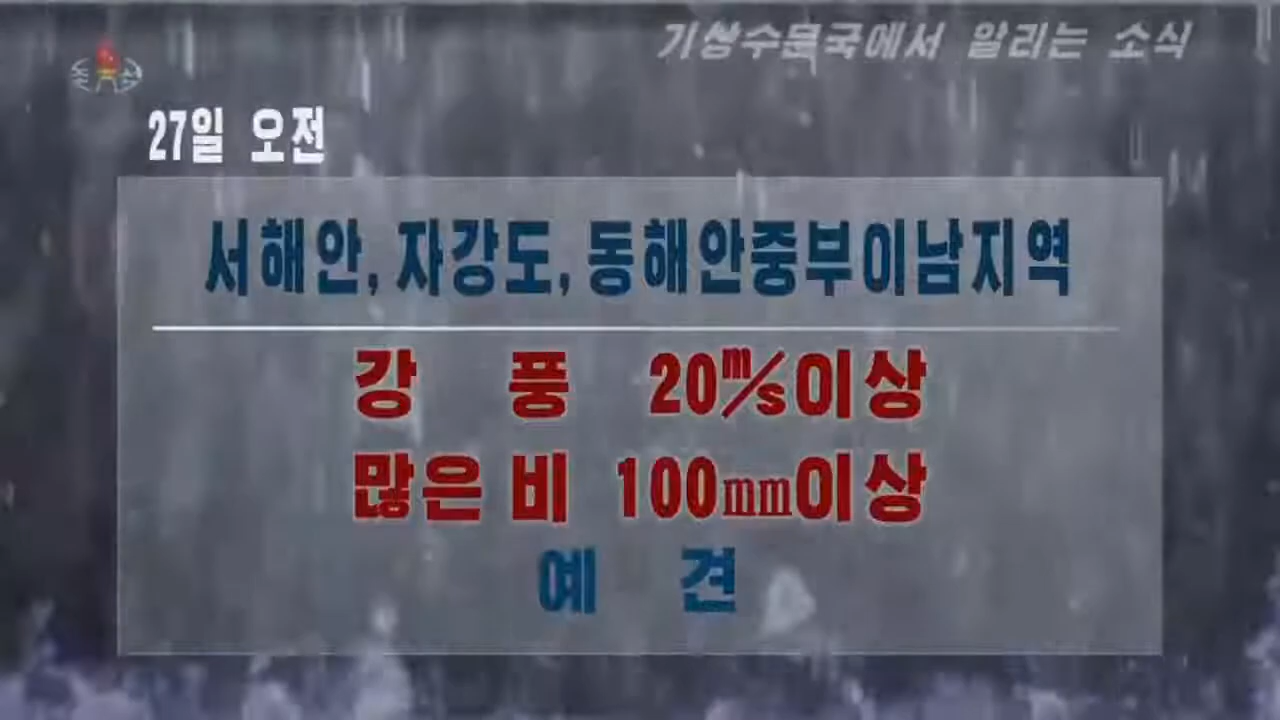 기상수문국에서 알리는 소식
27일 오전
서해안, 자강도, 동해안중부이남지역
강 풍 20㎧이상
많은 비 100㎜이상
예 견